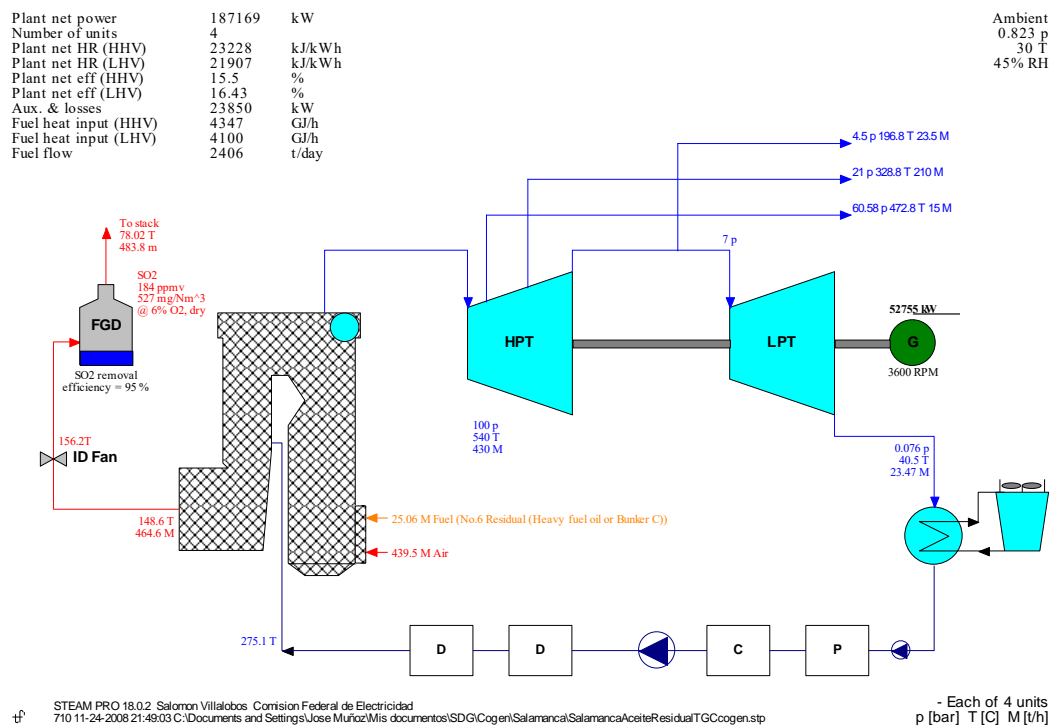 Plant net power 187169 kW
Number of units 4
Plant net HR (HHV) 23228 kJ/kWh
Plant net HR (LHV) 21907 kJ/kWh
Plant net eff (HHV) 15.5 %
Plant net eff (LHV) 16.43 %
Aux. & losses 23850 kW
Fuel heat input (HHV) 4347 GJ/h
Fuel heat input (LHV) 4100 GJ/h
Fuel flow 2406 t/day
Ambient
0.823 p
30 T
45% RH
4.5 p 196.8 T 23.5 M
21 p 328.8 T 210 M
60.58 p 472.8 T 15 M
To stack
78.02 T
483.8 m
7 p
SO2
184 ppmv
527 mg/Nm^3
@ 6% O2, dry
FGD
SO2 removal
efficiency = 95 %
HPT
LPT
52755 kW
G
3600 RPM
100 p
540 T
430 M
156.2T
ID Fan
0.076 p
40.5 T
23.47 M
148.6 T
464.6 M
25.06 M Fuel (No.6 Residual (Heavy fuel oil or Bunker C))
439.5 M Air
275.1 T
D
D
C
P
tf
STEAM PRO 18.0.2 Salomon Villalobos Comision Federal de Electricidad
710 11-24-2008 21:49:03 C:\Documents and Settings\Jose Muñoz\Mis documentos\SDG\Cogen\Salamanca\SalamancaAceiteResidualTGCcogen.stp
- Each of 4 units
p [bar] T [C] M [t/h]